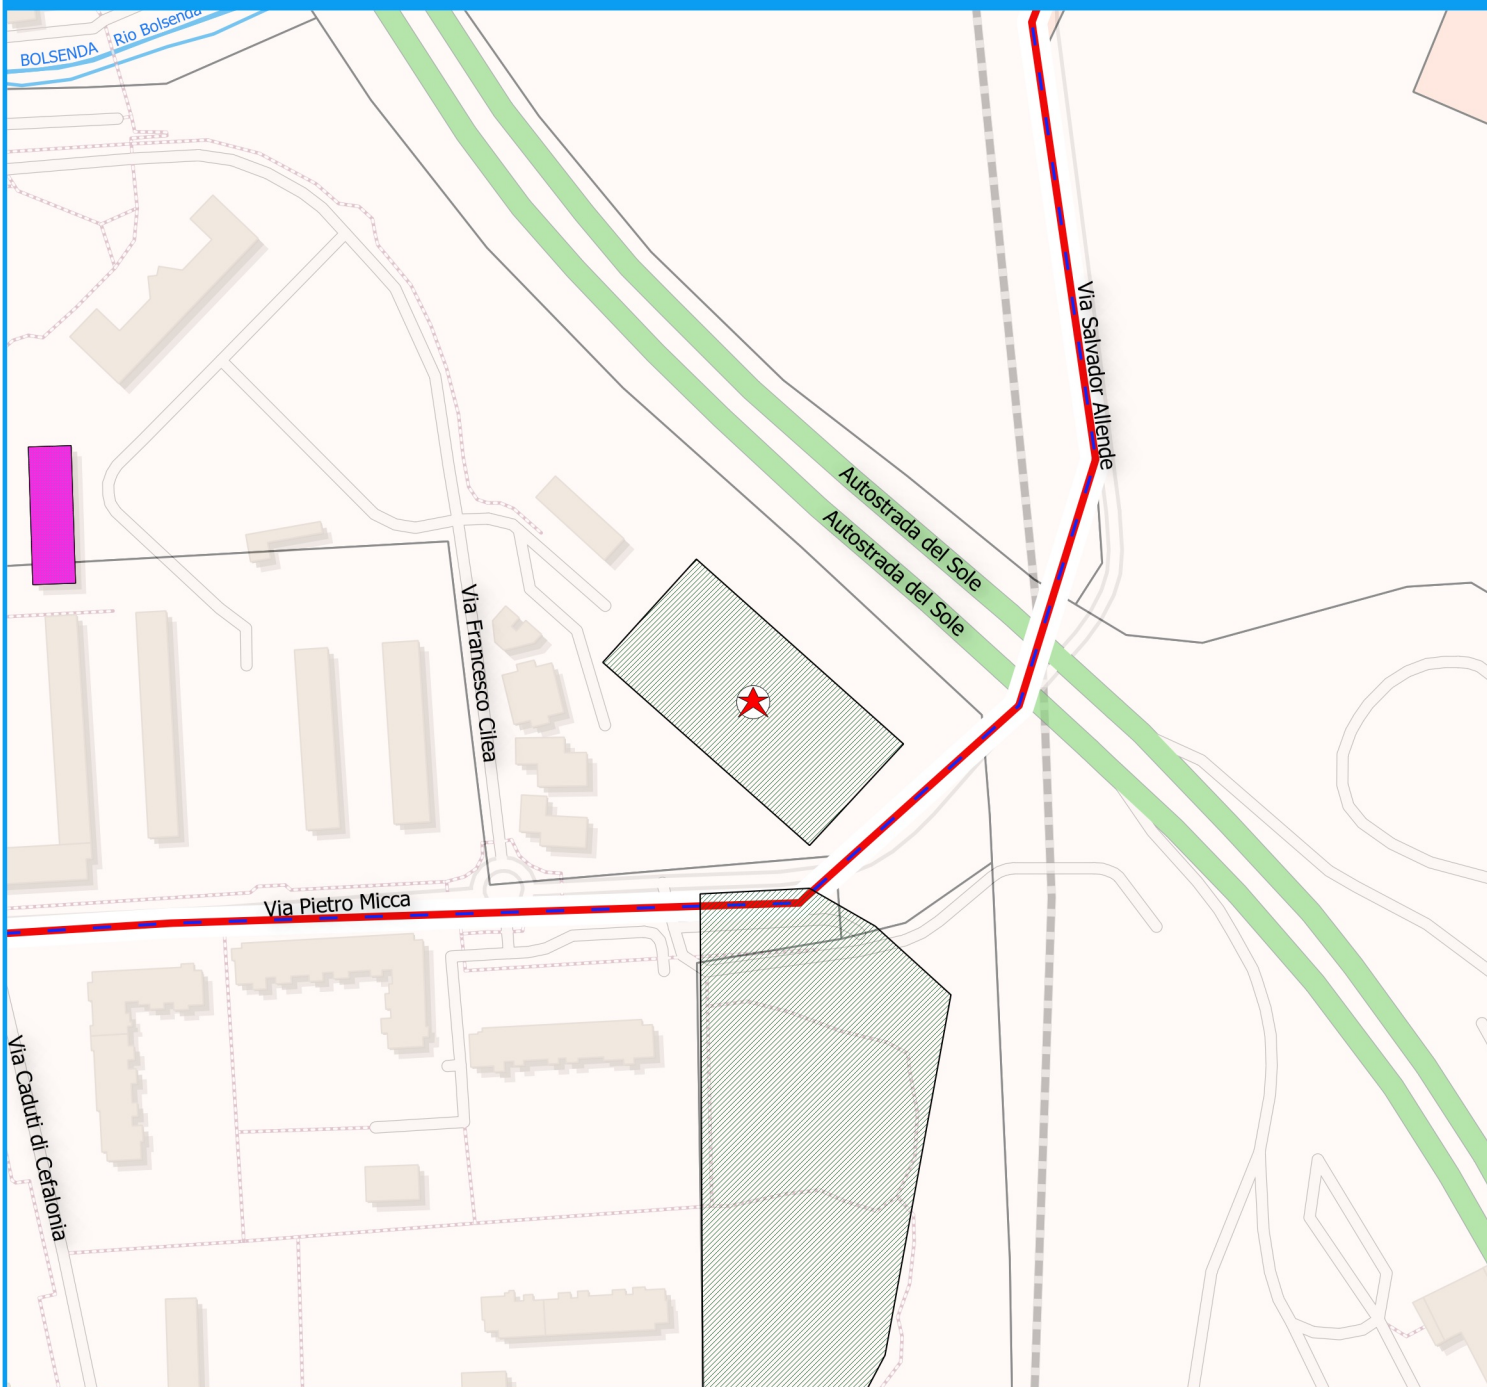 BOLSENDA
Rio Bolsenda
Via Salvador Allende
Autostrada del Sole
Autostrada del Sole
Via Francesco Cilea
Via Pietro Micca
Via Caduti di Cefalonia